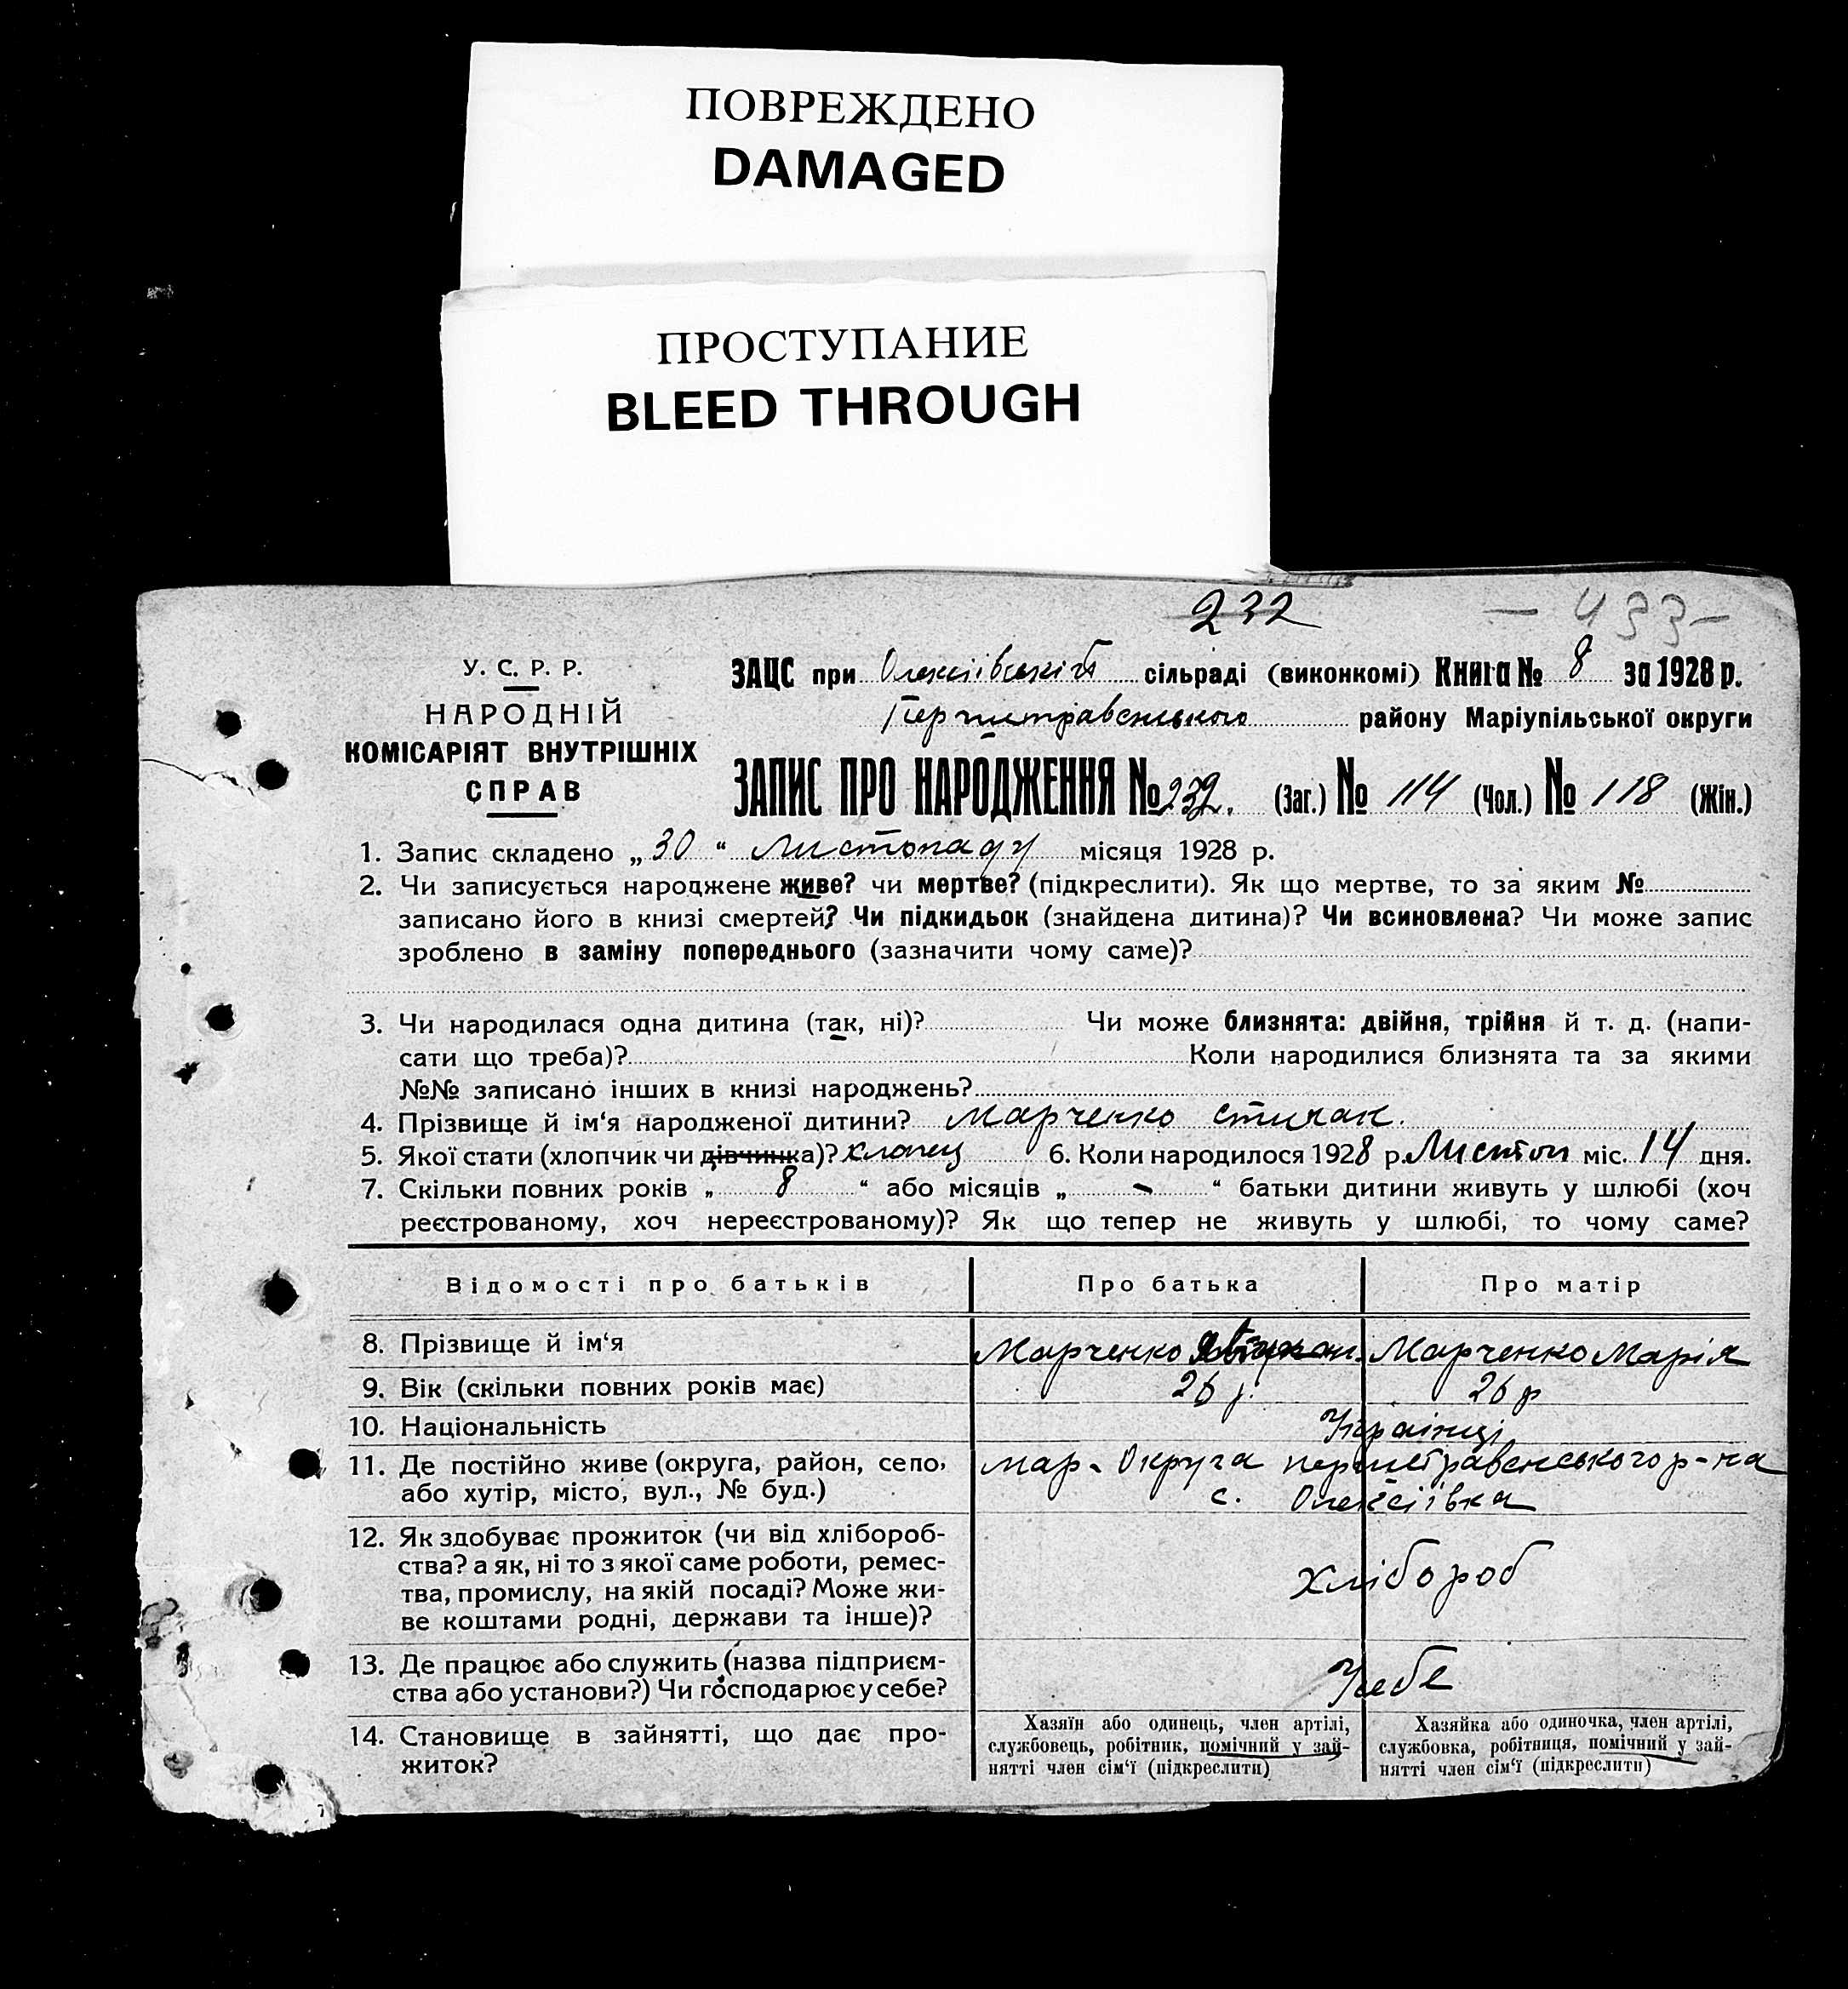 ПОВРЕЖДЕНО
DAMAGED
ПРОСТУПАНИЕ
BLEED THROUGH
232
— 433 —
У. С. Р. Р.
НАРОДНІЙ
КОМІСАРІЯТ ВНУТРІШНІХ
СПРАВ
ЗАЦС при сільраді (виконкомі) Книга № 8 за 1928 р.
району Маріупільської округи
ЗАПИС ПРО НАРОДЖЕННЯ № 232. (Заг.) № 114 (Чол.) № 118 (Жін.)
1. Запис складено „ 30 “ Листопаду місяця 1928 р.
2. Чи записується народжене живе? чи мертве? (підкреслити). Як що мертве, то за яким №
записано його в книзі смертей? Чи підкидьок (знайдена дитина)? Чи всиновлена? Чи може запис
зроблено в заміну попереднього (зазначити чому саме)?
3. Чи народилася одна дитина (так, ні)? Чи може близнята: двійня, трійня й т. д. (напи-
сати що треба)? Коли народилися близнята та за якими
№№ записано інших в книзі народжень?
4. Прізвище й ім‘я народженої дитини? Марченко
5. Якої стати (хлопчик чи дівчинка)? хлопец 6. Коли народилося 1928 р. Листоп міс. 14 дня.
7. Скільки повних років „ 8 “ або місяців „ - “ батьки дитини живуть у шлюбі (хоч
реєстрованому, хоч нереєстрованому)? Як що тепер не живуть у шлюбі, то чому саме?
Відомості про батьків Про батька Про матір
8. Прізвище й ім‘я Марченко Марченко Марія
9. Вік (скільки повних років має) 26 р. 26 р
10. Національність Українці
11. Де постійно живе (округа, район, село, мар. Округа першетравенського р-на
або хутір, місто, вул., № буд.) с. Олексіївка
12. Як здобуває прожиток (чи від хлібороб-
ства? а як, ні то з якої саме роботи, ремес-
тва, промислу, на якій посаді? Може жи-
ве коштами родні, держави та інше)? хлібороб
13. Де працює або служить (назва підприєм-
ства або установи?) Чи господарює у себе? У себе
14. Становище в зайнятті, що дає про-
житок?
Хазяїн або одинець, член артілі,
службовець, робітник, помічний у зай-
нятті член сім‘ї (підкреслити)
Хазяйка або одиночка, член артілі,
службовка, робітниця, помічний у зай-
нятті член сім‘ї (підкреслити)